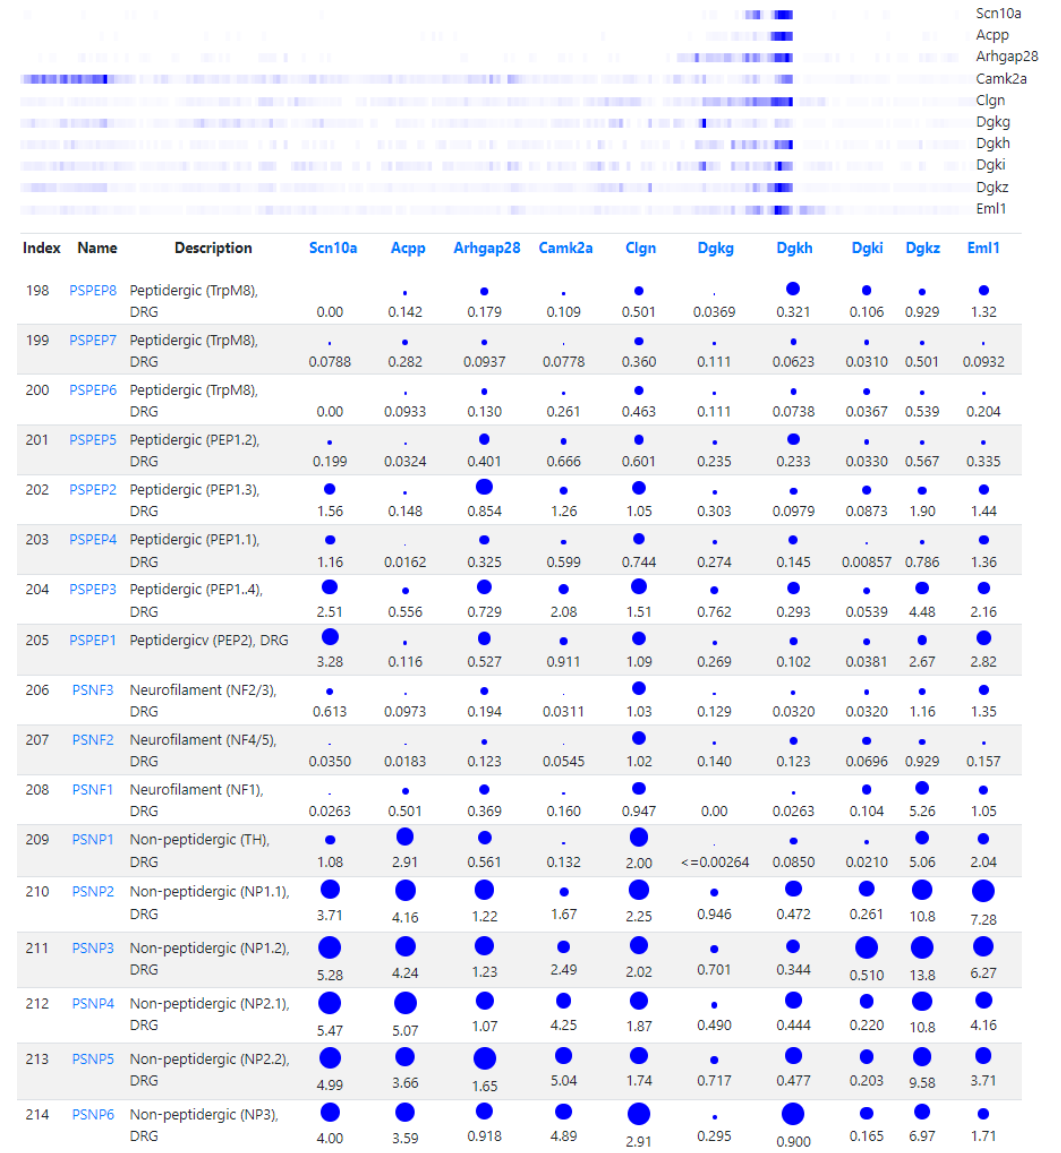 Scn10a
Acpp
Arhgap28
Camk2a
Clgn
Dgkg
Dgkh
Dgki
Dgkz
Eml1
Index Name Description Scn10a Acpp Arhgap28 Camk2a Clgn Dgkg Dgkh Dgki Dgkz Eml1
198 PSPEP8 Peptidergic (TrpM8),
DRG 0.00 0.142 0.179 0.109 0.501 0.0369 0.321 0.106 0.929 1.32
199 PSPEP7 Peptidergic (TrpM8),
DRG 0.0788 0.282 0.0937 0.0778 0.360 0.111 0.0623 0.0310 0.501 0.0932
200 PSPEP6 Peptidergic (TrpM8),
DRG 0.00 0.0933 0.130 0.261 0.463 0.111 0.0738 0.0367 0.539 0.204
201 PSPEP5 Peptidergic (PEP1.2),
DRG 0.199 0.0324 0.401 0.666 0.601 0.235 0.233 0.0330 0.567 0.335
202 PSPEP2 Peptidergic (PEP1.3),
DRG 1.56 0.148 0.854 1.26 1.05 0.303 0.0979 0.0873 1.90 1.44
203 PSPEP4 Peptidergic (PEP1.1),
DRG 1.16 0.0162 0.325 0.599 0.744 0.274 0.145 0.00857 0.786 1.36
204 PSPEP3 Peptidergic (PEP1..4),
DRG 2.51 0.556 0.729 2.08 1.51 0.762 0.293 0.0539 4.48 2.16
205 PSPEP1 Peptidergicv (PEP2), DRG
3.28 0.116 0.527 0.911 1.09 0.269 0.102 0.0381 2.67 2.82
206 PSNF3 Neurofilament (NF2/3),
DRG 0.613 0.0973 0.194 0.0311 1.03 0.129 0.0320 0.0320 1.16 1.35
207 PSNF2 Neurofilament (NF4/5),
DRG 0.0350 0.0183 0.123 0.0545 1.02 0.140 0.123 0.0696 0.929 0.157
208 PSNF1 Neurofilament (NF1),
DRG 0.0263 0.501 0.369 0.160 0.947 0.00 0.0263 0.104 5.26 1.05
209 PSNP1 Non-peptidergic (TH),
DRG 1.08 2.91 0.561 0.132 2.00 <=0.00264 0.0850 0.0210 5.06 2.04
210 PSNP2 Non-peptidergic (NP1.1),
DRG 3.71 4.16 1.22 1.67 2.25 0.946 0.472 0.261 10.8 7.28
211 PSNP3 Non-peptidergic (NP1.2),
DRG 5.28 4.24 1.23 2.49 2.02 0.701 0.344 0.510 13.8 6.27
212 PSNP4 Non-peptidergic (NP2.1),
DRG 5.47 5.07 1.07 4.25 1.87 0.490 0.444 0.220 10.8 4.16
213 PSNP5 Non-peptidergic (NP2.2),
DRG 4.99 3.66 1.65 5.04 1.74 0.717 0.477 0.203 9.58 3.71
214 PSNP6 Non-peptidergic (NP3),
DRG 4.00 3.59 0.918 4.89 2.91 0.295 0.900 0.165 6.97 1.71